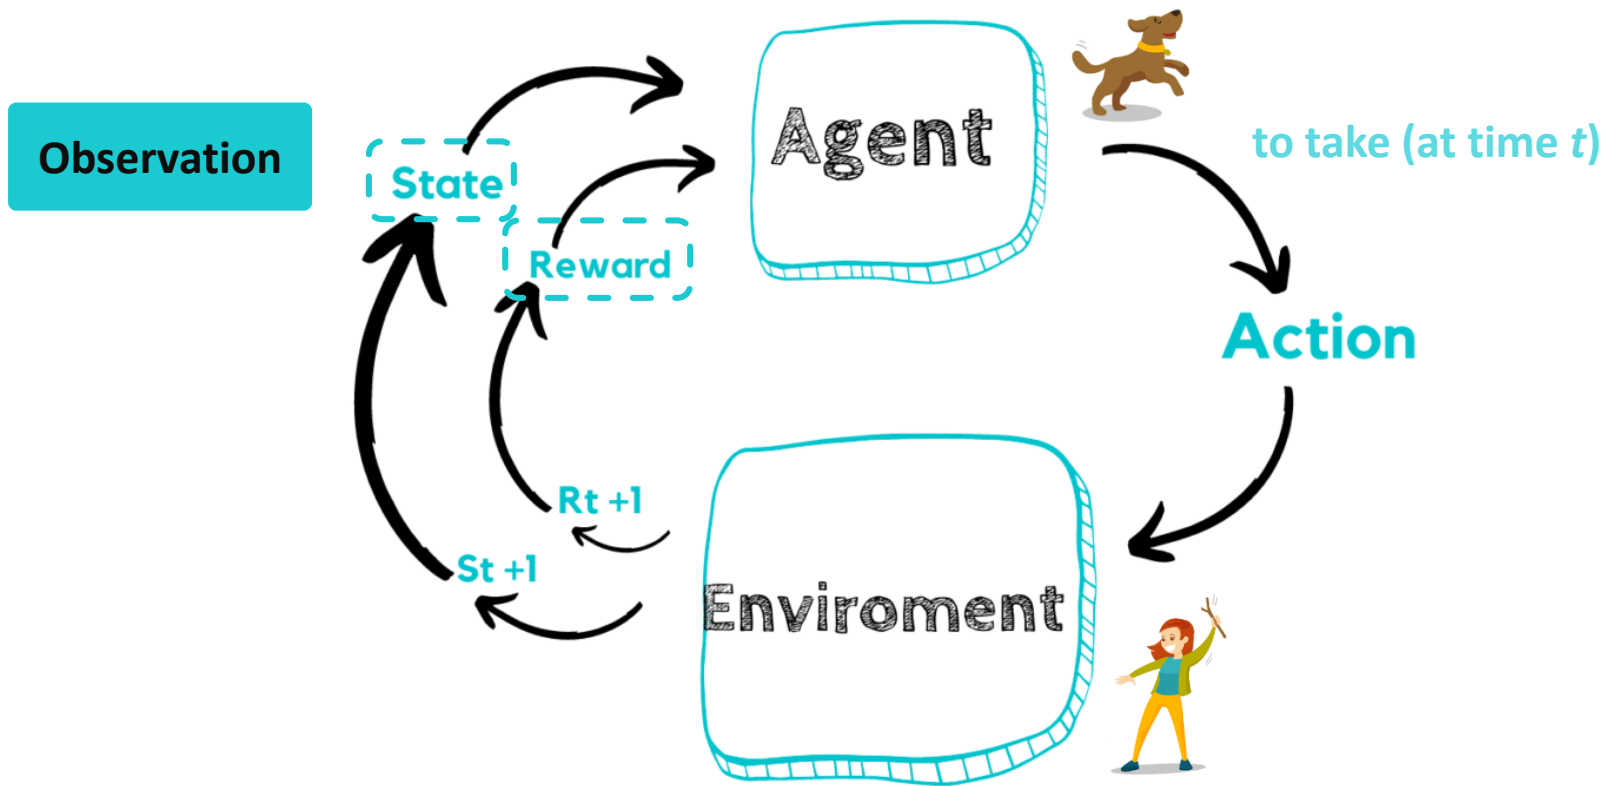 Observation
State
Reward
Agent
to take (at time t)
Action
Rt +1
St +1
Enviroment